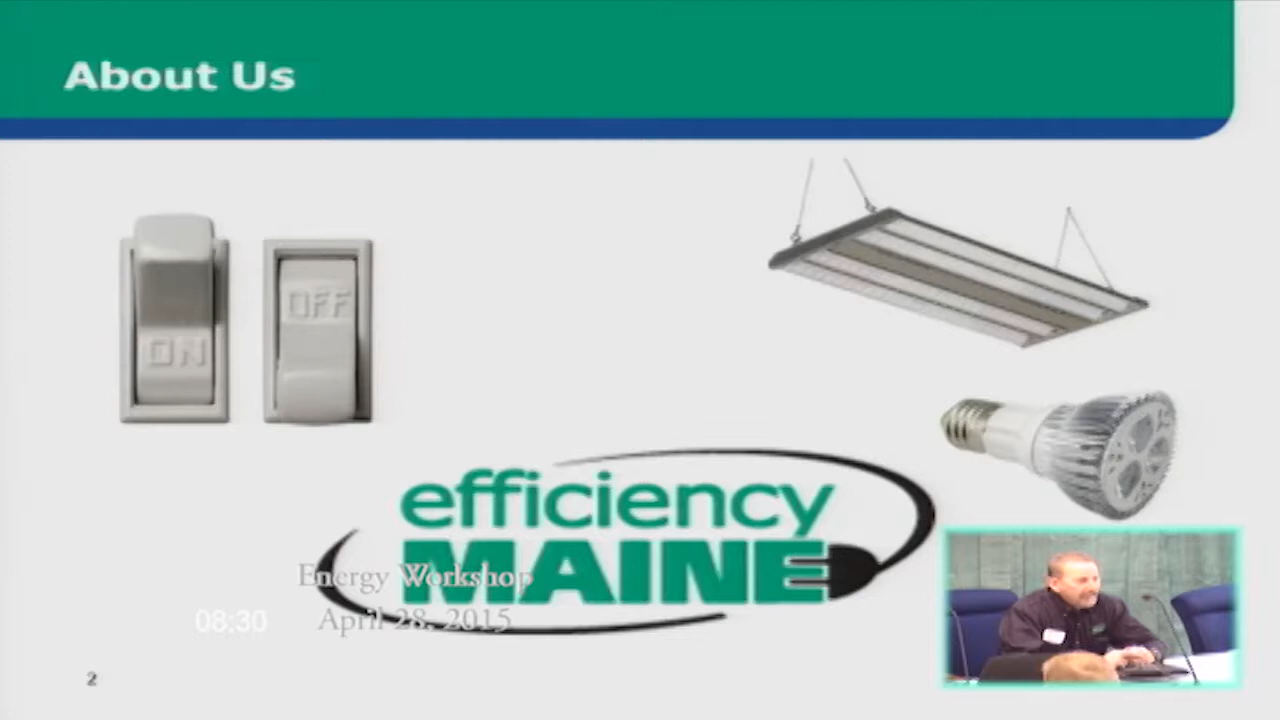 About Us
ON
OFF
efficiency
MAINE
Energy Workshop
08:30
April 28, 2015
2